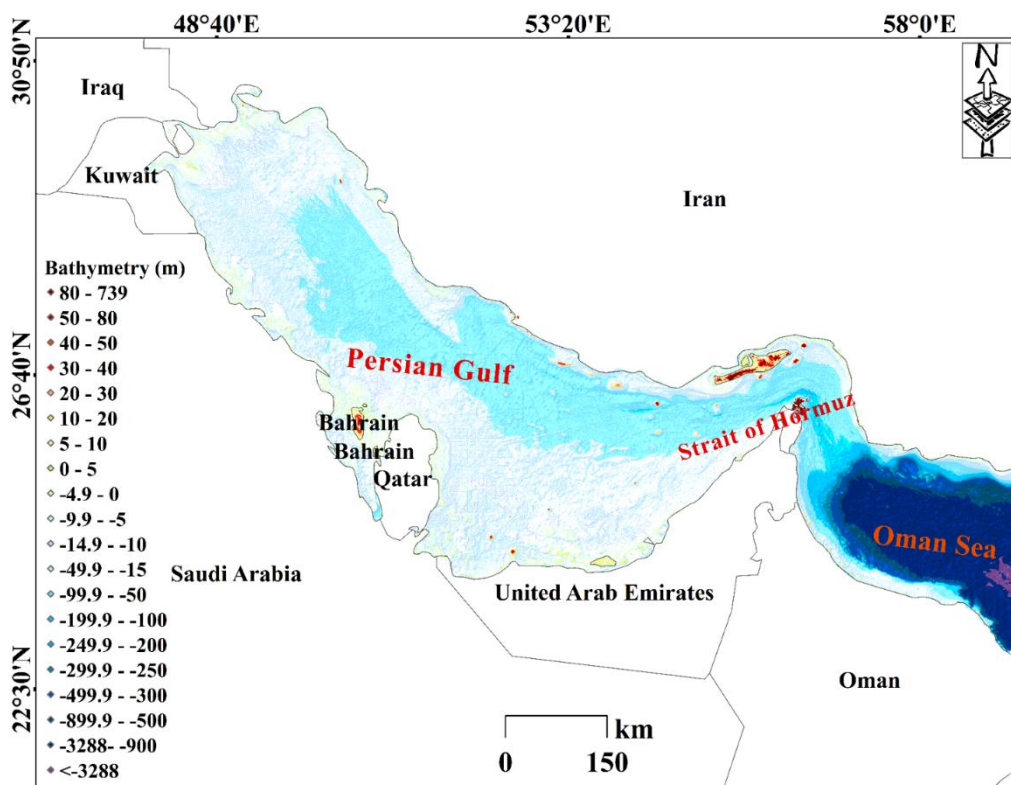 48°40'E
53°20'E
58°0'E
30°50'N
26°40'N
22°30'N
N
Iraq
Kuwait
Iran
Bathymetry (m)
80 - 739
50 - 80
40 - 50
30 - 40
20 - 30
10 - 20
5 - 10
0 - 5
-4.9 - 0
-9.9 - -5
-14.9 - -10
-49.9 - -15
-99.9 - -50
-199.9 - -100
-249.9 - -200
-299.9 - -250
-499.9 - -300
-899.9 - -500
-3288- -900
<-3288
Persian Gulf
Strait of Hormuz
Bahrain
Bahrain
Qatar
Oman Sea
Saudi Arabia
United Arab Emirates
Oman
km
0
150